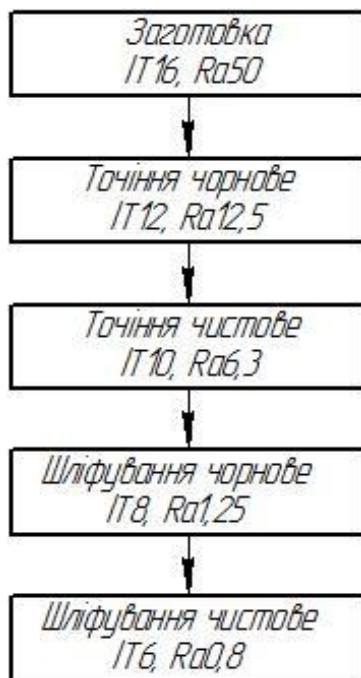 Заготовка
IT16, Ra50
Точіння чорнове
IT12, Ra12,5
Точіння чистове
IT10, Ra6,3
Шліфування чорнове
IT8, Ra1,25
Шліфування чистове
IT6, Ra0,8